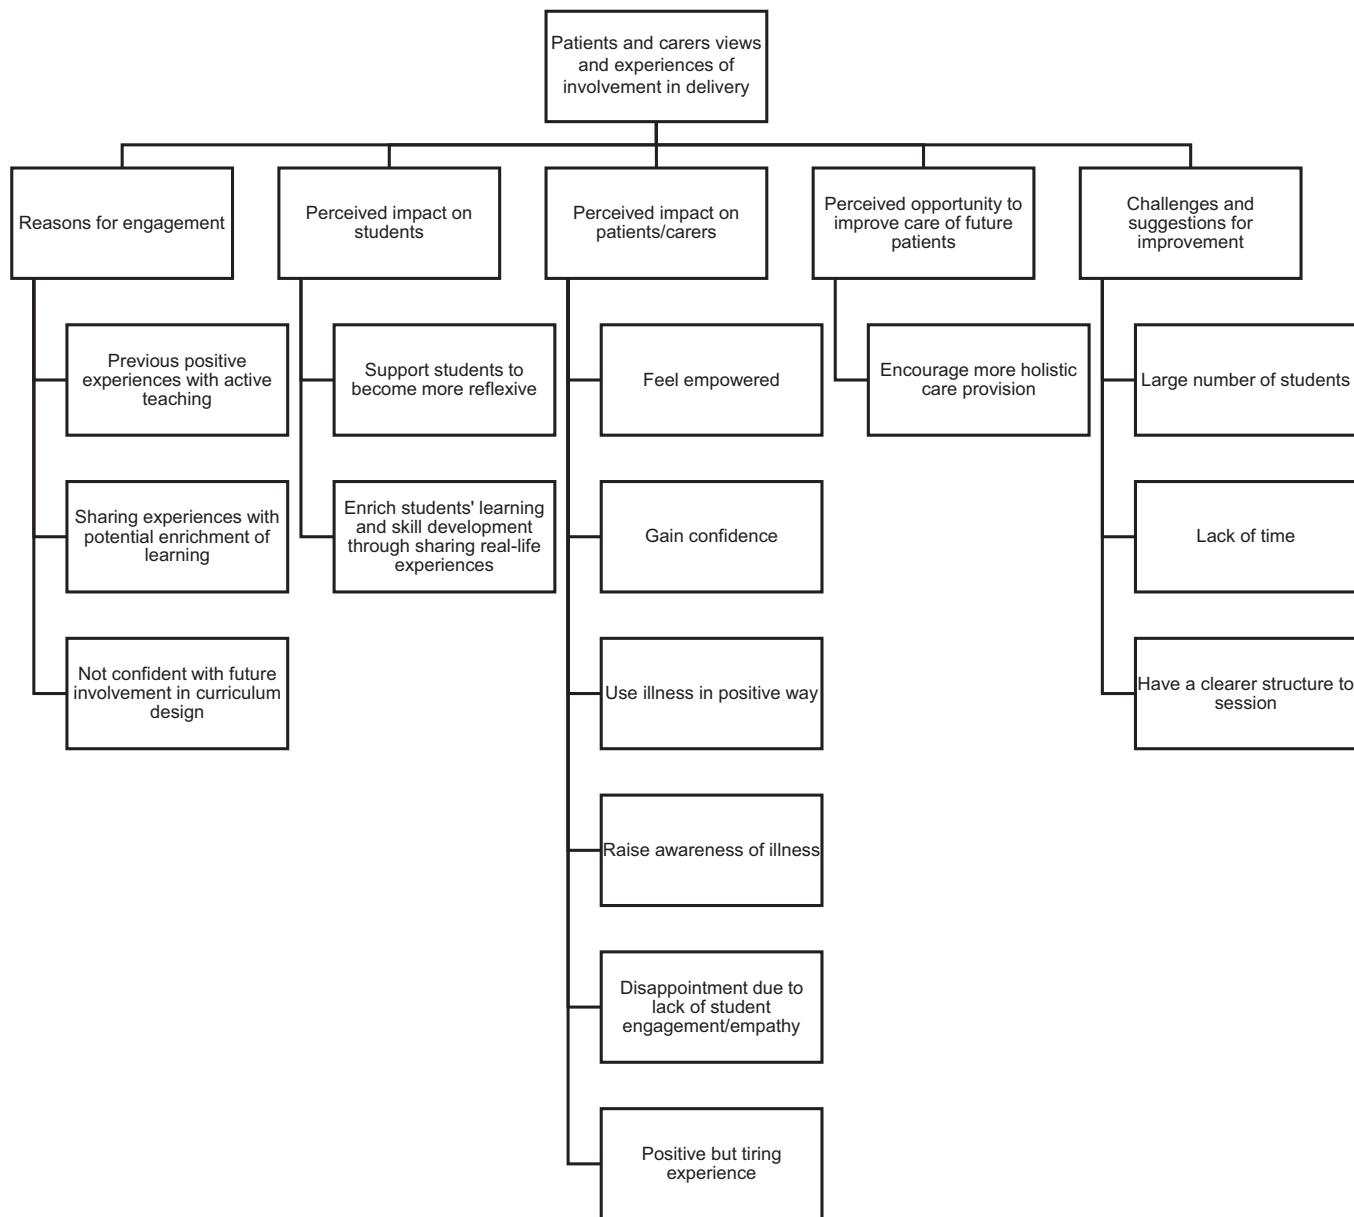 Patients and carers views
and experiences of
involvement in delivery
Reasons for engagement
Previous positive
experiences with active
teaching
Sharing experiences with
potential enrichment of
learning
Not confident with future
involvement in curriculum
design
Perceived impact on
students
Support students to
become more reflexive
Enrich students' learning
and skill development
through sharing real-life
experiences
Perceived impact on
patients/carers
Feel empowered
Gain confidence
Use illness in positive way
Raise awareness of illness
Disappointment due to
lack of student
engagement/empathy
Positive but tiring
experience
Perceived opportunity to
improve care of future
patients
Encourage more holistic
care provision
Challenges and
suggestions for
improvement
Large number of students
Lack of time
Have a clearer structure to
session